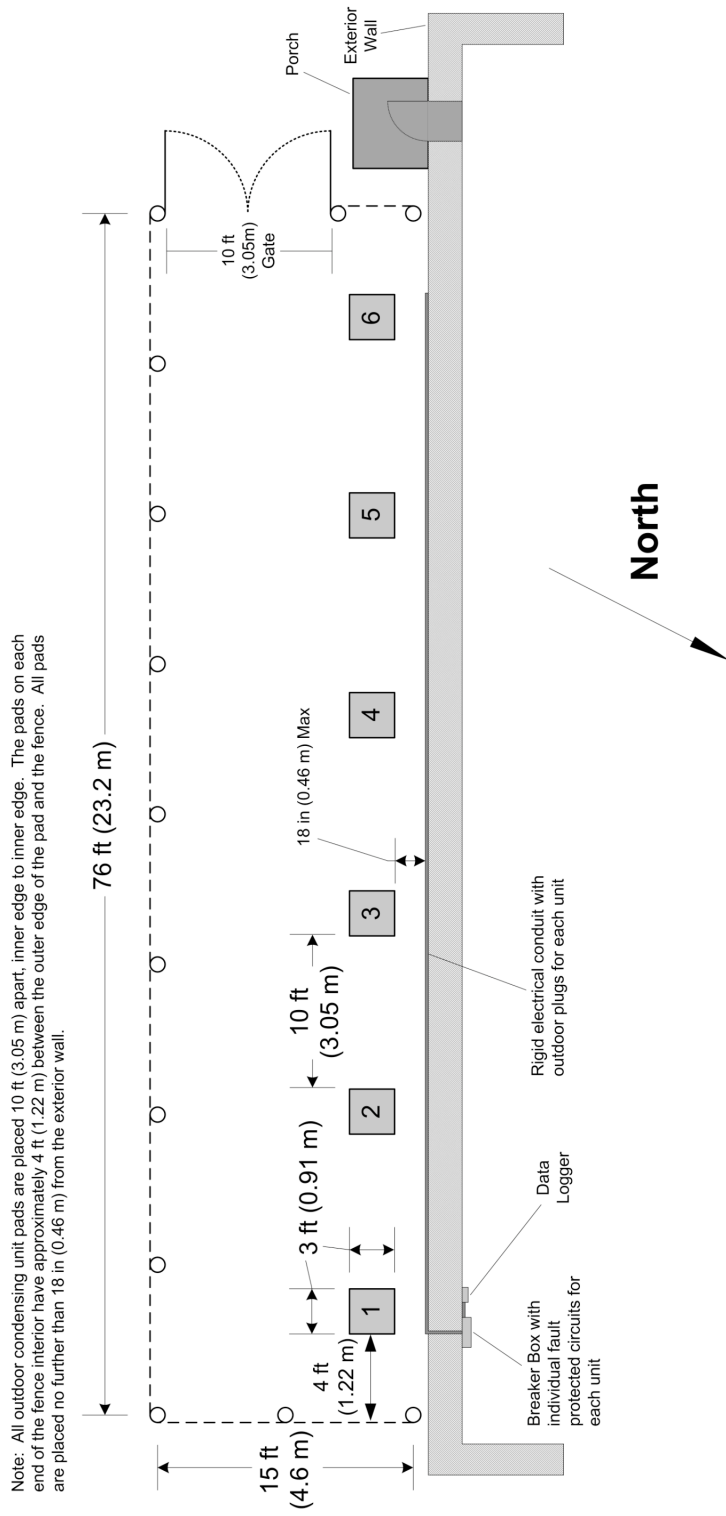 Note: All outdoor condensing unit pads are placed 10 ft (3.05 m) apart, inner edge to inner edge. The pads on each
end of the fence interior have approximately 4 ft (1.22 m) between the outer edge of the pad and the fence. All pads
are placed no further than 18 in (0.46 m) from the exterior wall.
76 ft (23.2 m)
15 ft
(4.6 m)
10 ft
(3.05m)
Gate
Porch
Exterior
Wall
4 ft
(1.22 m)
3 ft (0.91 m)
10 ft
(3.05 m)
18 in (0.46 m) Max
1
2
3
4
5
6
Breaker Box with
individual fault
protected circuits for
each unit
Data
Logger
Rigid electrical conduit with
outdoor plugs for each unit
North